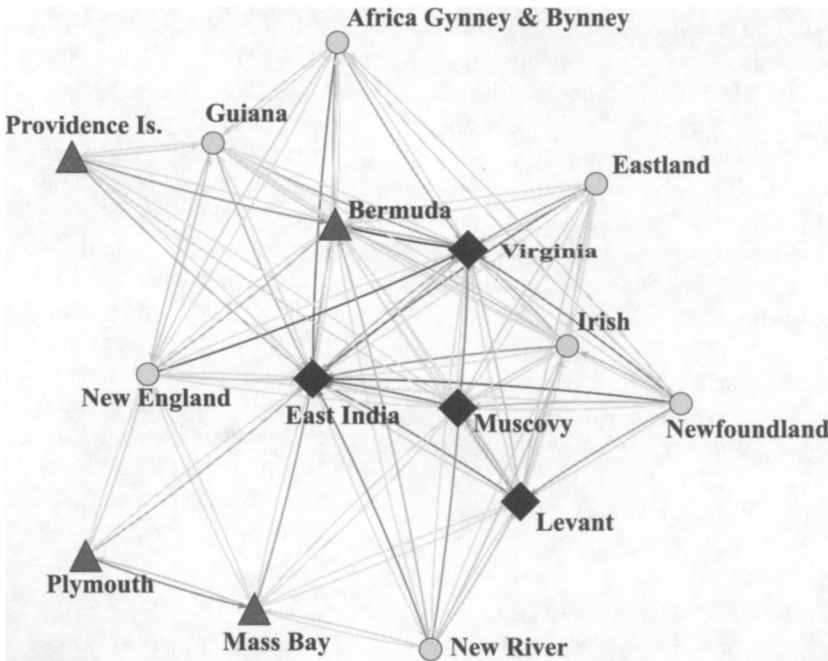 Africa Gynney & Bynney
Guiana
Providence Is.
Eastland
Bermuda
Virginia
Irish
New England
East India
Muscovy
Newfoundland
Levant
Plymouth
Mass Bay
New River